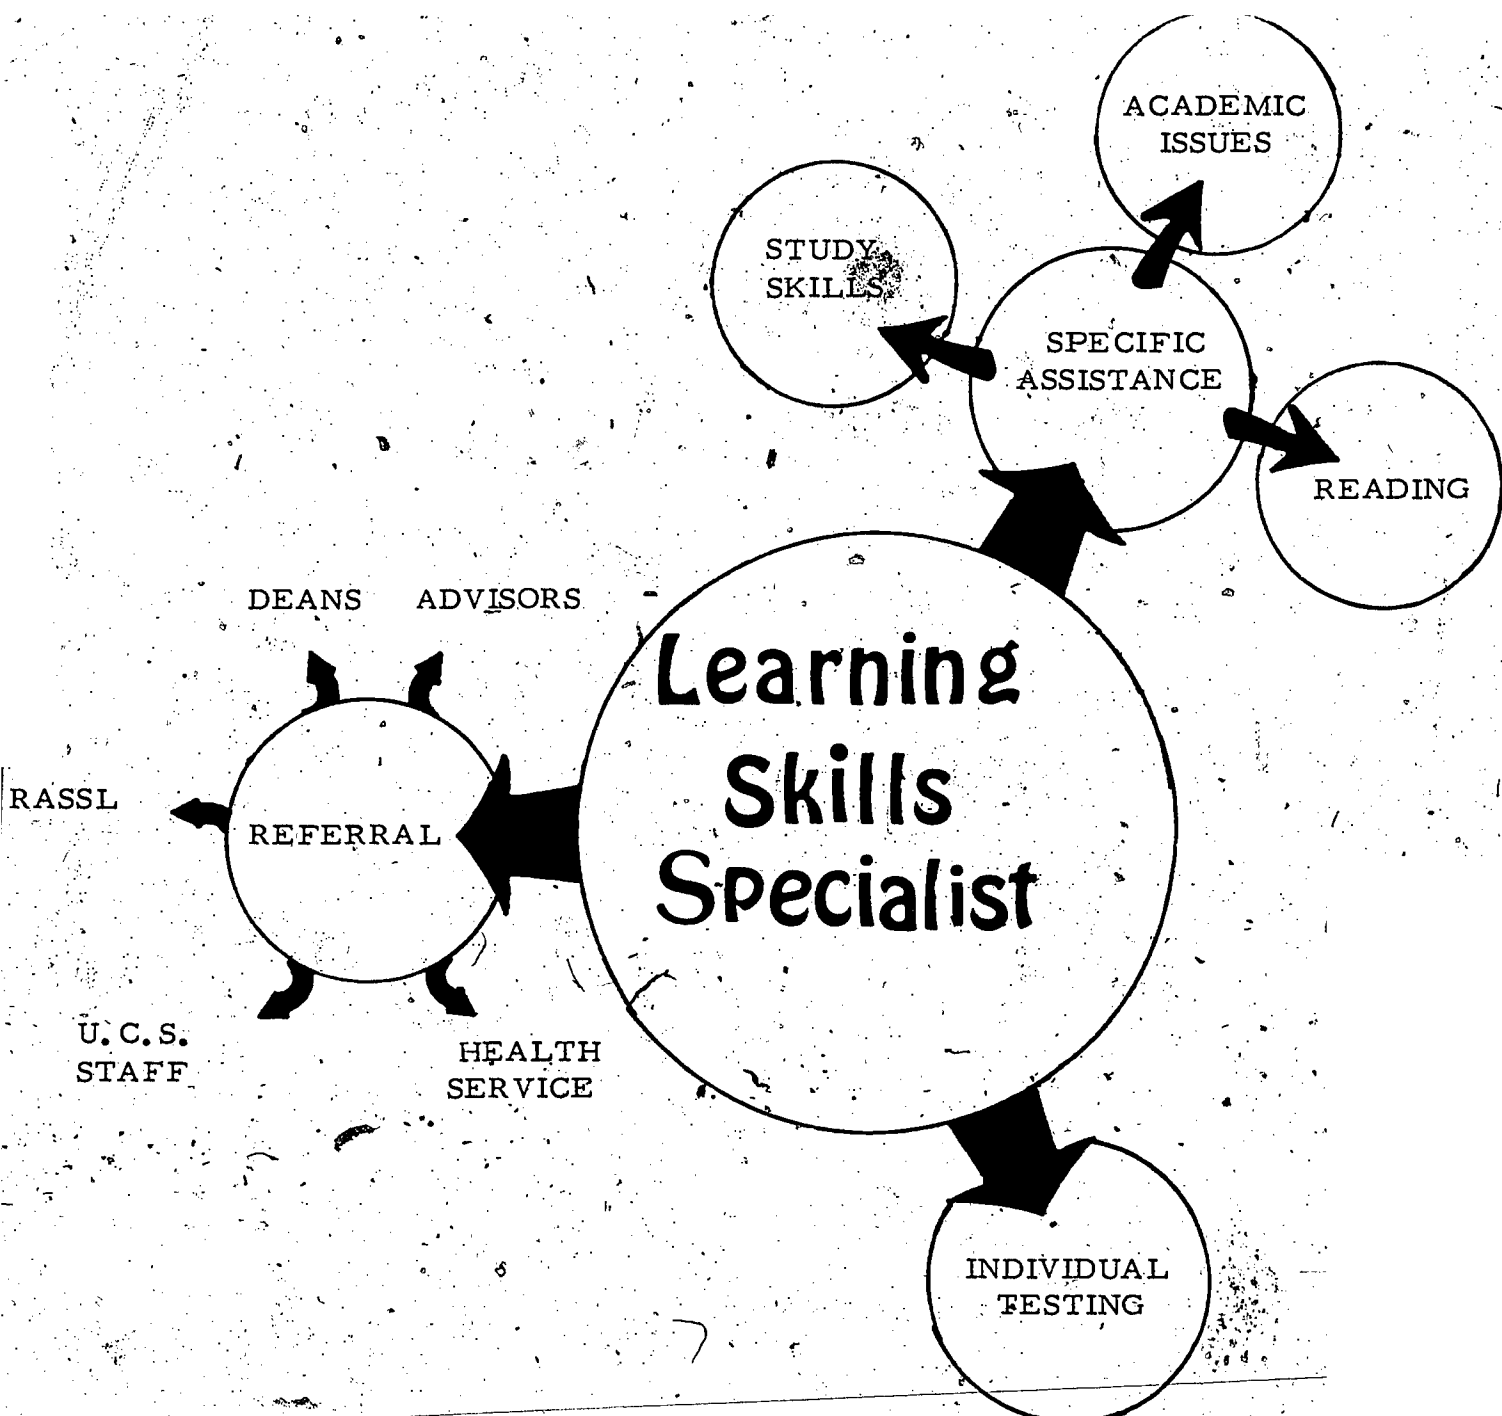 ACADEMIC
ISSUES
STUDY
SKILLS
SPECIFIC
ASSISTANCE
READING
DEANS
ADVISORS
Learning
Skills
Specialist
RASSL
REFERRAL
U.C.S.
STAFF
HEALTH
SERVICE
INDIVIDUAL
TESTING